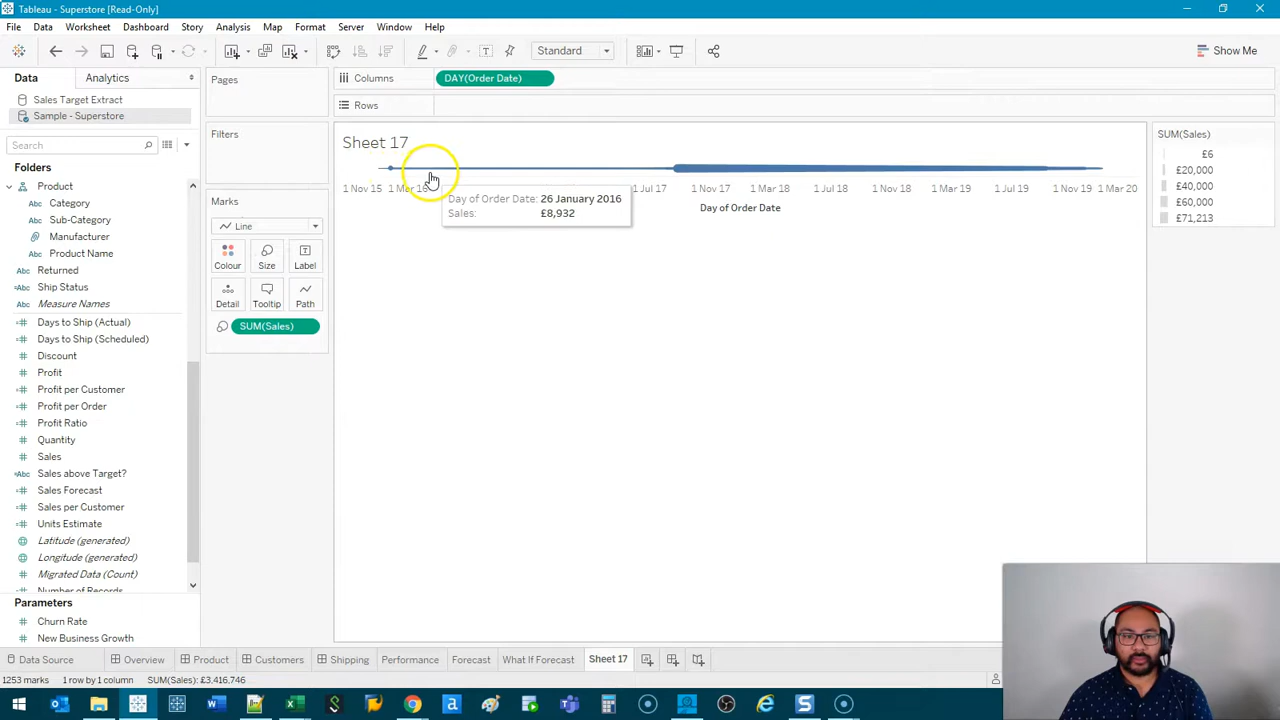 Tableau - Superstore [Read-Only]
File Data Worksheet Dashboard Story Analysis Map Format Server Window Help
Standard
Show Me
Data Analytics
Pages
Columns DAY(Order Date)
Sales Target Extract
Sample - Superstore
Rows
Search
Filters
Sheet 17
SUM(Sales)
£6
£20,000
£40,000
£60,000
£71,213
Folders
Product
Category
Sub-Category
Manufacturer
Product Name
Returned
Ship Status
Measure Names
Days to Ship (Actual)
Days to Ship (Scheduled)
Discount
Profit
Profit per Customer
Profit per Order
Profit Ratio
Quantity
Sales
Sales above Target?
Sales Forecast
Sales per Customer
Units Estimate
Latitude (generated)
Longitude (generated)
Migrated Data (Count)
Number of Records
Parameters
Churn Rate
New Business Growth
Marks
Line
Colour Size Label
Detail Tooltip Path
SUM(Sales)
1 Nov 15 1 Mar 16 1 Jul 17 1 Nov 17 1 Mar 18 1 Jul 18 1 Nov 18 1 Mar 19 1 Jul 19 1 Nov 19 1 Mar 20
Day of Order Date
Day of Order Date: 26 January 2016
Sales: £8,932
Data Source Overview Product Customers Shipping Performance Forecast What If Forecast Sheet 17
1253 marks 1 row by 1 column SUM(Sales): £3,416,746